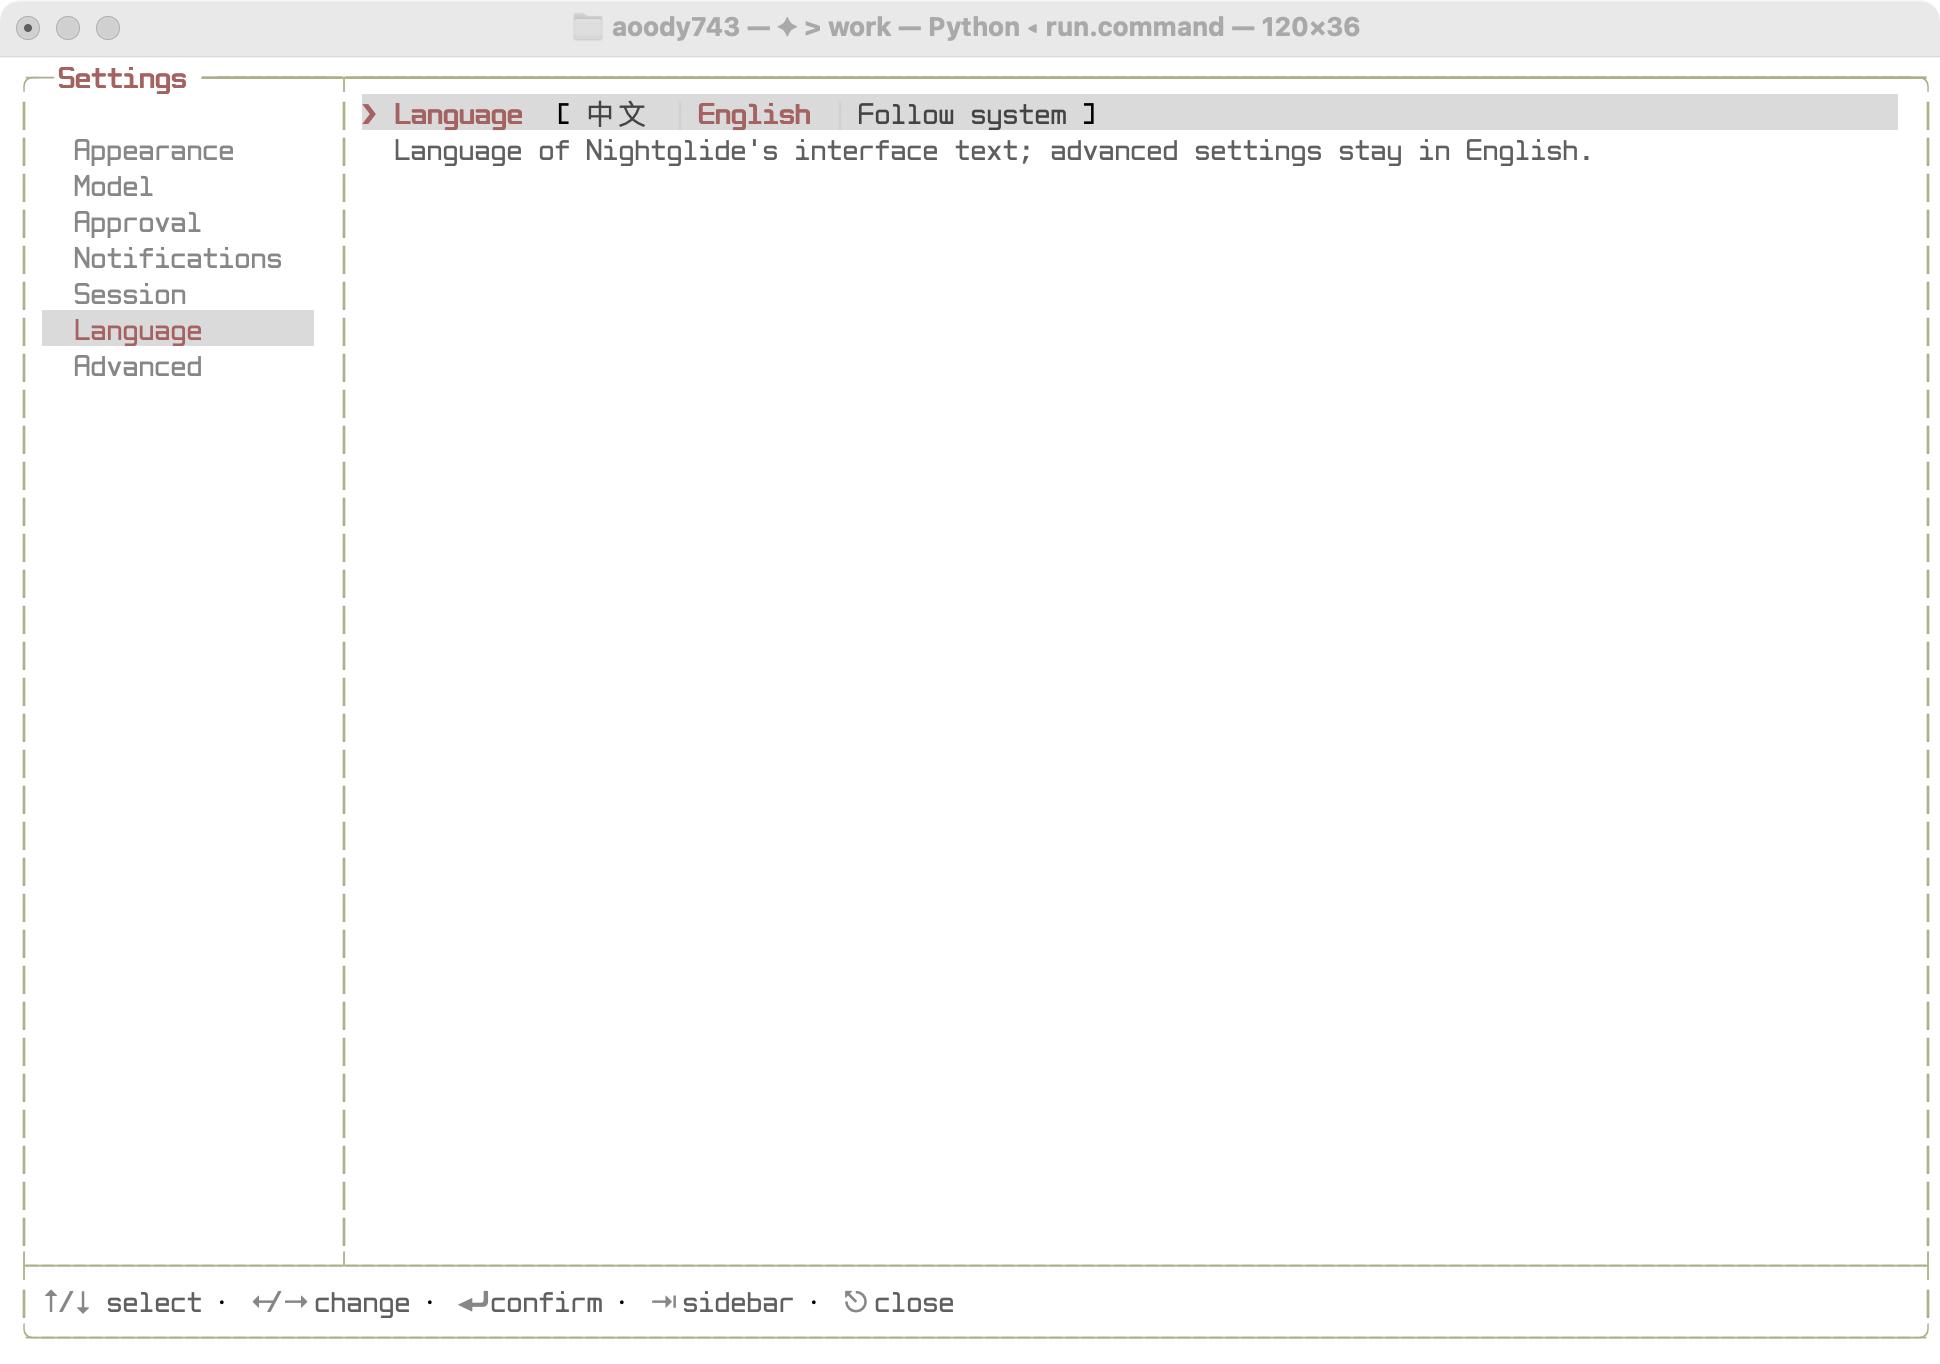 aoody743 — ✦ > work — Python ◂ run.command — 120×36
Settings
Appearance
Model
Approval
Notifications
Session
Language
Advanced
❯ Language [ 中文 │ English │ Follow system ]
Language of Nightglide's interface text; advanced settings stay in English.
↑/↓ select · ←/→ change · ↵ confirm · ⇥ sidebar · ⎋ close